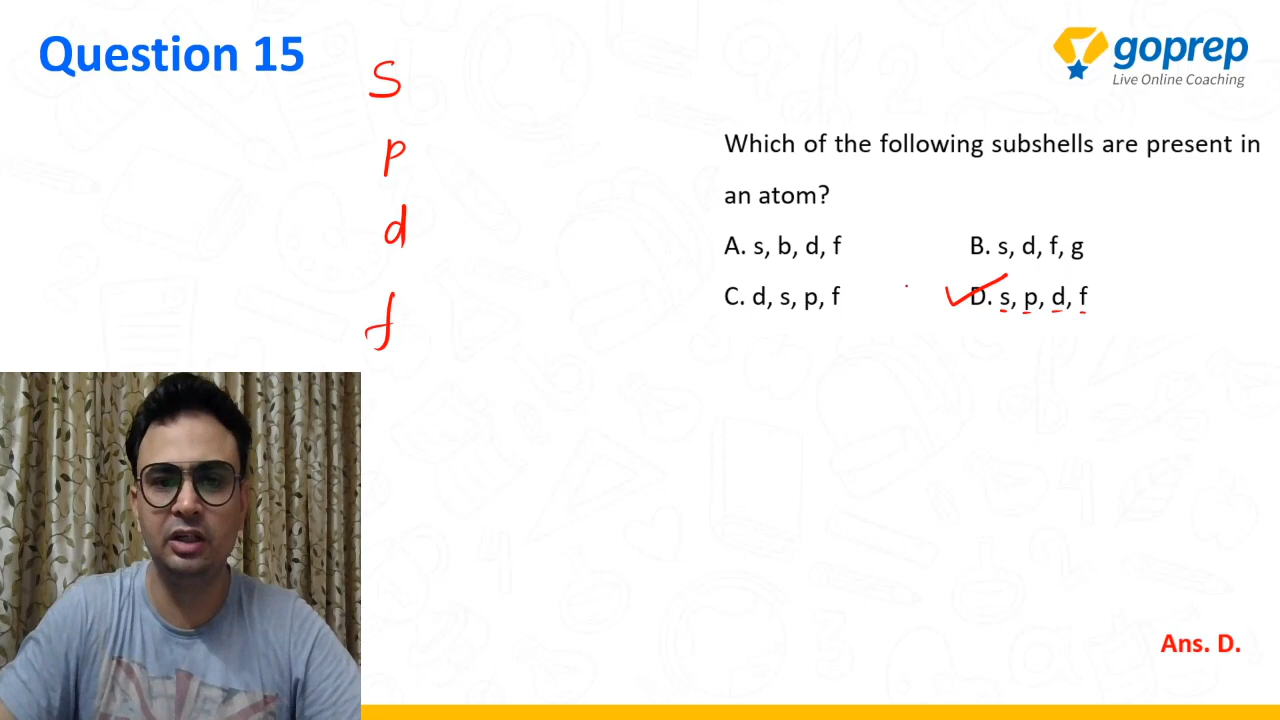 Question 15
goprep
Live Online Coaching
s
p
d
f
Which of the following subshells are present in
an atom?
A. s, b, d, f
B. s, d, f, g
C. d, s, p, f
D. s, p, d, f
Ans. D.